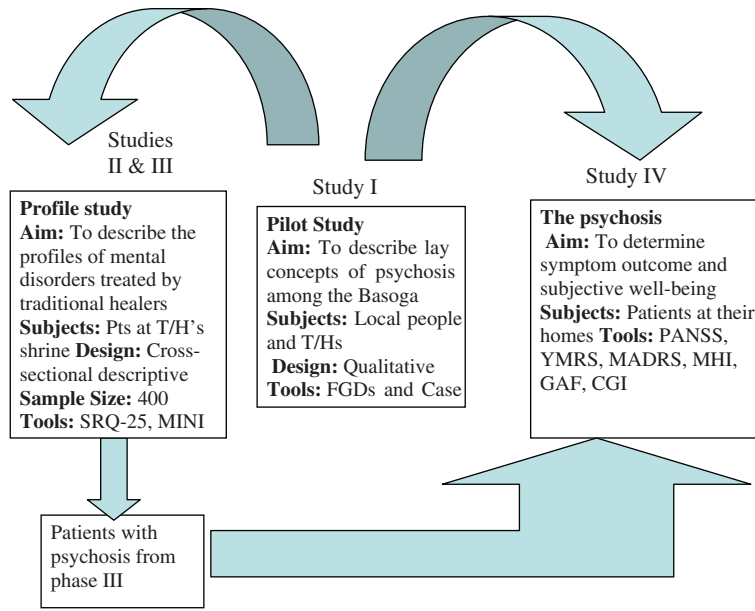 Studies
II & III
Profile study
Aim: To describe the
profiles of mental
disorders treated by
traditional healers
Subjects: Pts at T/H's
shrine Design: Cross-
sectional descriptive
Sample Size: 400
Tools: SRQ-25, MINI
Patients with
psychosis from
phase III
Study I
Pilot Study
Aim: To describe lay
concepts of psychosis
among the Basoga
Subjects: Local people
and T/Hs
Design: Qualitative
Tools: FGDs and Case
Study IV
The psychosis
Aim: To determine
symptom outcome and
subjective well-being
Subjects: Patients at their
homes Tools: PANSS,
YMRS, MADRS, MHI,
GAF, CGI